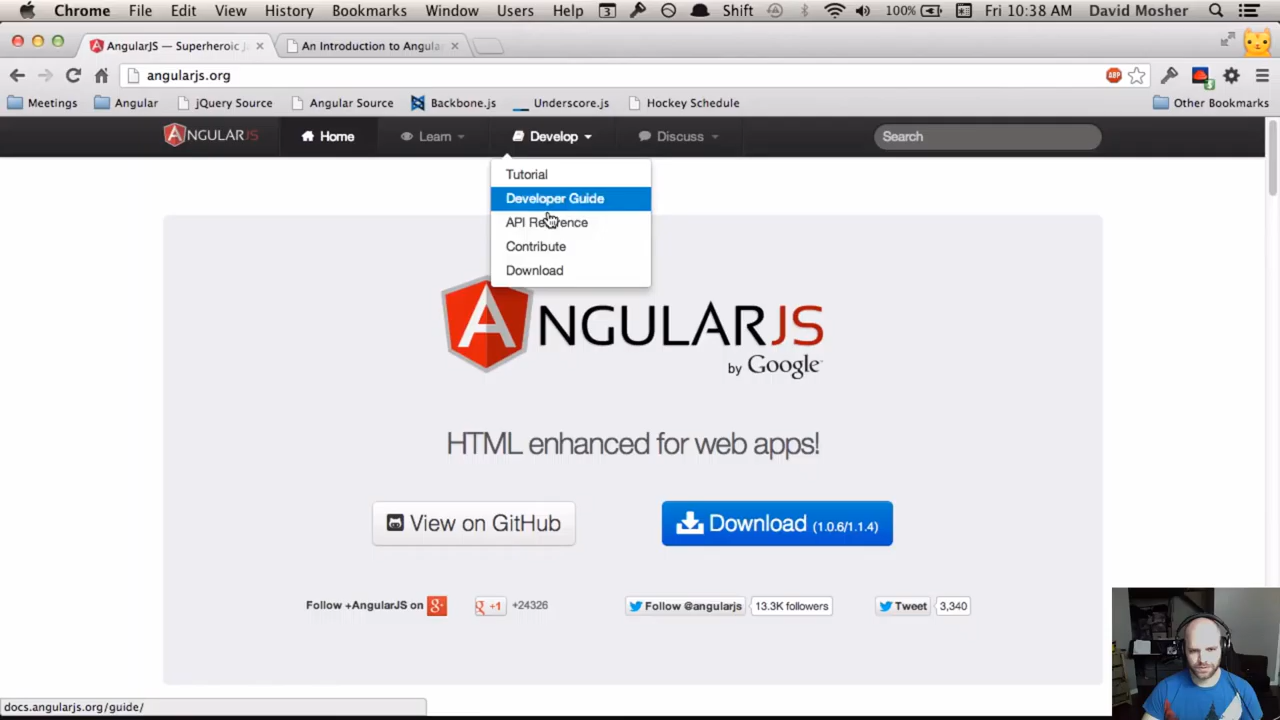 Chrome File Edit View History Bookmarks Window Users Help 3 Shift 100% Fri 10:38 AM David Mosher
AngularJS — Superheroic J × An Introduction to Angula ×
angularjs.org ABP
Meetings Angular jQuery Source Angular Source Backbone.js Underscore.js Hockey Schedule Other Bookmarks
ANGULARJS Home Learn Develop Discuss Search
Tutorial
Developer Guide
API Reference
Contribute
Download
ANGULARJS
by Google
HTML enhanced for web apps!
View on GitHub Download (1.0.6/1.1.4)
Follow +AngularJS on g+ g +1 +24326 Follow @angularjs 13.3K followers Tweet 3,340
docs.angularjs.org/guide/